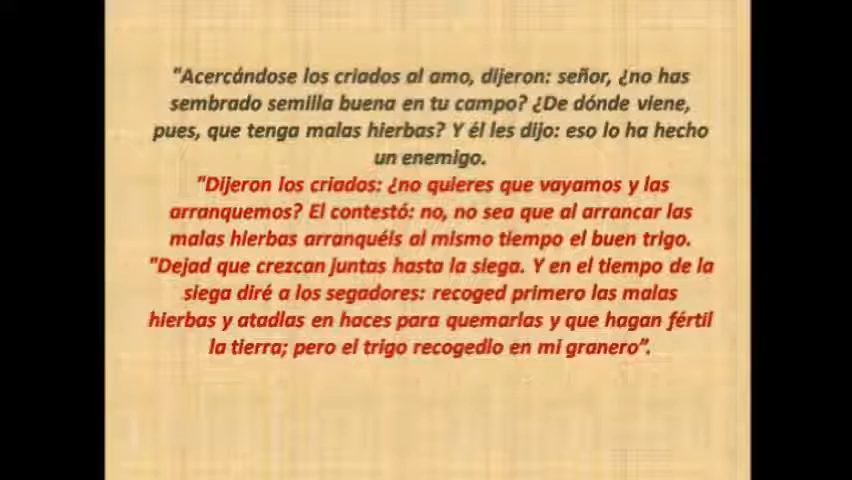 "Acercándose los criados al amo, dijeron: señor, ¿no has
sembrado semilla buena en tu campo? ¿De dónde viene,
pues, que tenga malas hierbas? Y él les dijo: eso lo ha hecho
un enemigo.
"Dijeron los criados: ¿no quieres que vayamos y las
arranquemos? El contestó: no, no sea que al arrancar las
malas hierbas arranquéis al mismo tiempo el buen trigo.
"Dejad que crezcan juntas hasta la siega. Y en el tiempo de la
siega diré a los segadores: recoged primero las malas
hierbas y atadlas en haces para quemarlas y que hagan fértil
la tierra; pero el trigo recogedlo en mi granero”.